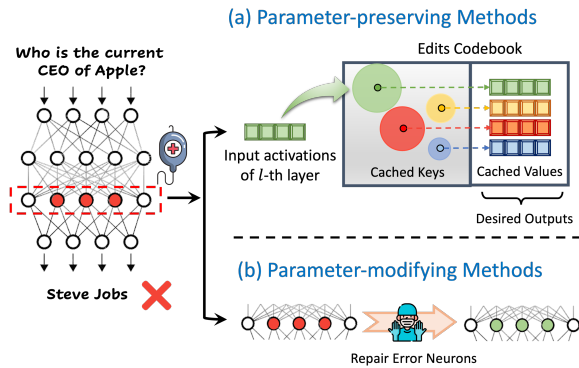 (a) Parameter-preserving Methods
Who is the current
CEO of Apple?
Edits Codebook
Input activations
of l-th layer
Cached Keys
Cached Values
Desired Outputs
Steve Jobs
(b) Parameter-modifying Methods
Repair Error Neurons